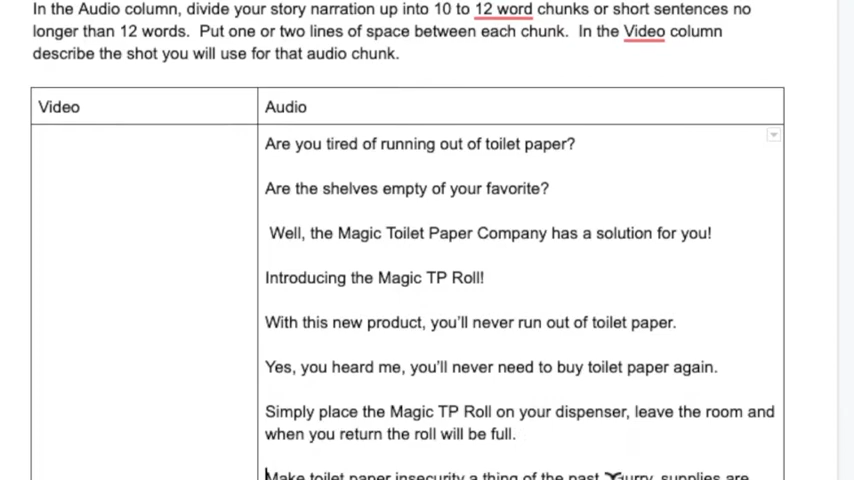 In the Audio column, divide your story narration up into 10 to 12 word chunks or short sentences no
longer than 12 words.  Put one or two lines of space between each chunk.  In the Video column
describe the shot you will use for that audio chunk.
Video
Audio
Are you tired of running out of toilet paper?
Are the shelves empty of your favorite?
Well, the Magic Toilet Paper Company has a solution for you!
Introducing the Magic TP Roll!
With this new product, you'll never run out of toilet paper.
Yes, you heard me, you'll never need to buy toilet paper again.
Simply place the Magic TP Roll on your dispenser, leave the room and
when you return the roll will be full.
Make toilet paper insecurity a thing of the past supplies are